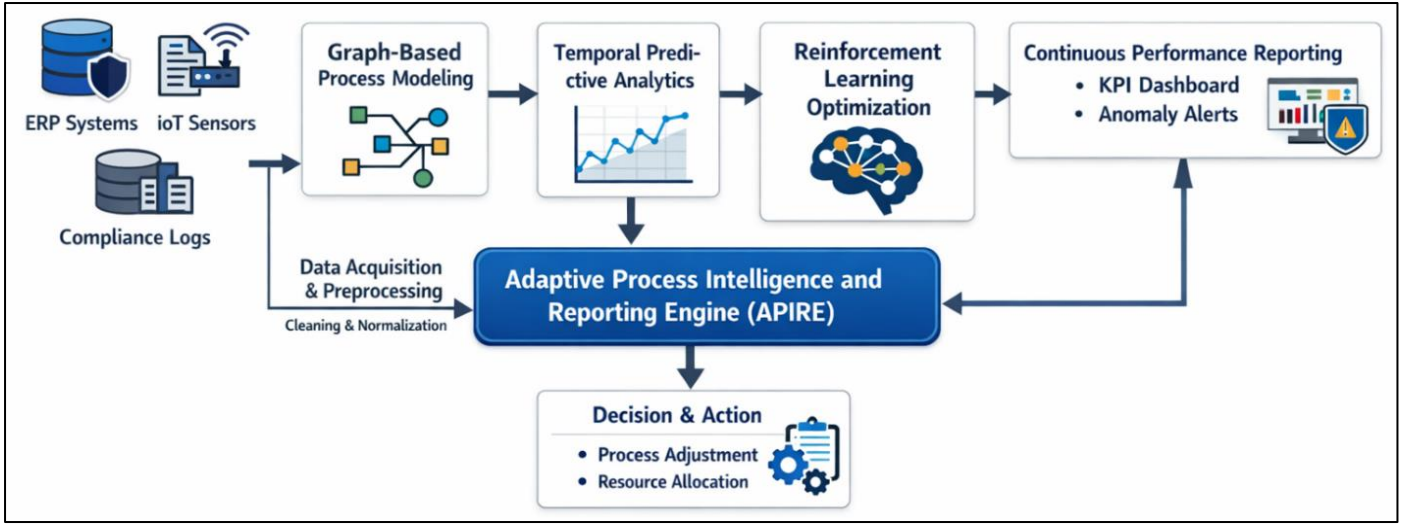 ERP Systems
ioT Sensors
Compliance Logs
Graph-Based
Process Modeling
Temporal Predi-
ctive Analytics
Reinforcement
Learning
Optimization
Continuous Performance Reporting
• KPI Dashboard
• Anomaly Alerts
Data Acquisition
& Preprocessing
Cleaning & Normalization
Adaptive Process Intelligence and
Reporting Engine (APIRE)
Decision & Action
• Process Adjustment
• Resource Allocation